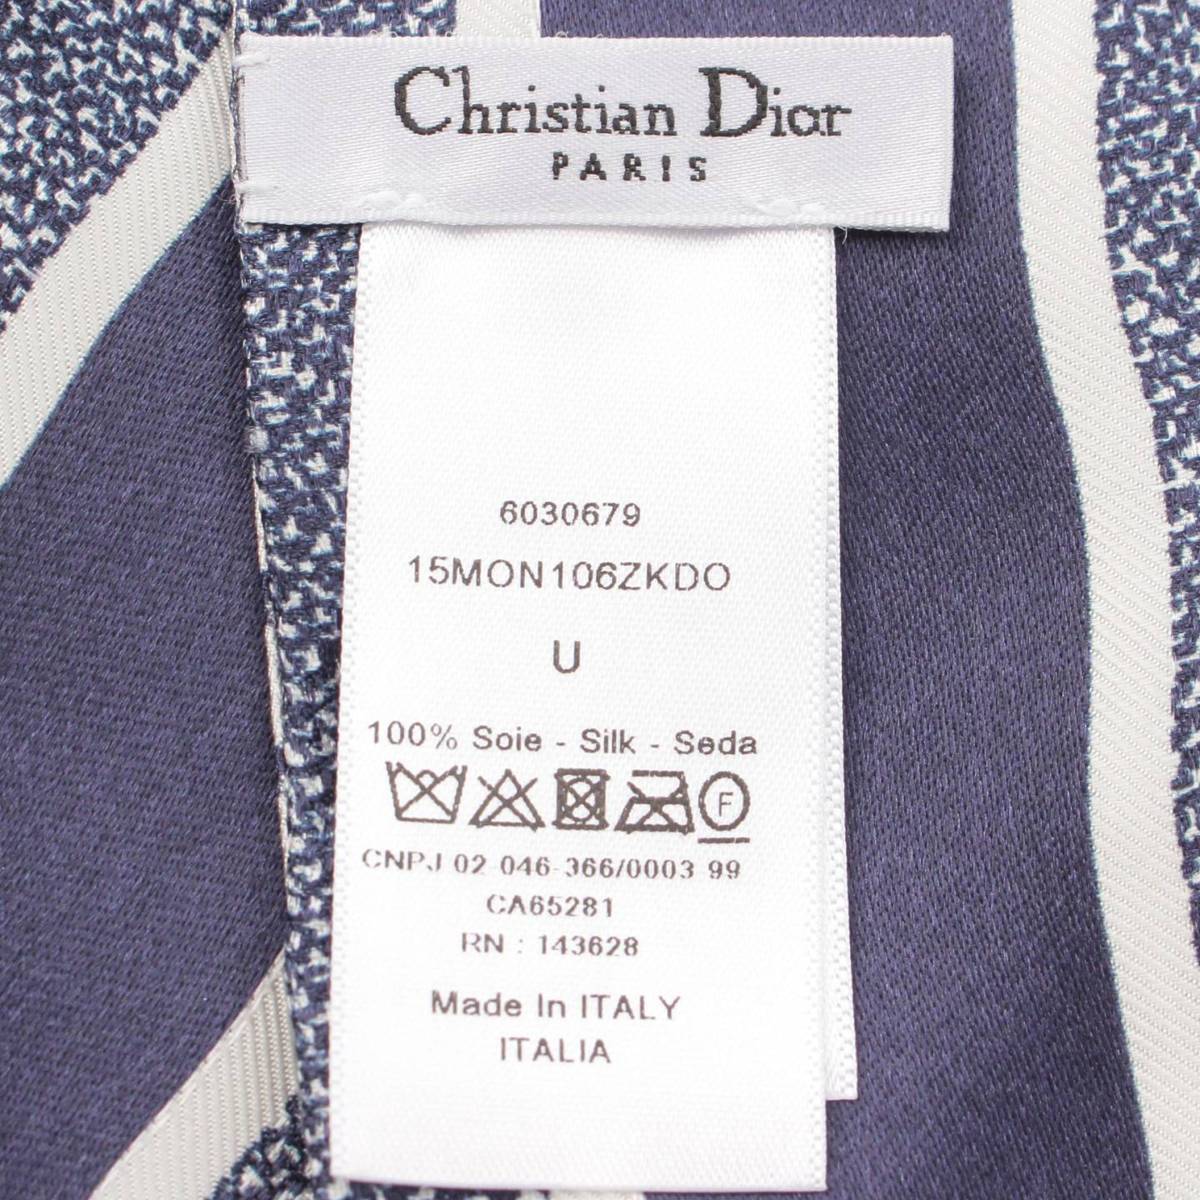 Christian Dior
PARIS
6030679
15MON106ZKDO
U
100% Soie - Silk - Seda
F
CNPJ 02 046-366/0003 99
CA65281
RN : 143628
Made In ITALY
ITALIA